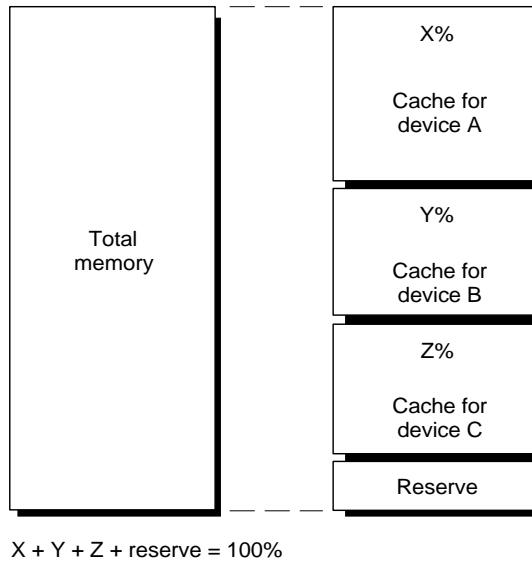 Total
memory
X%
Cache for
device A
Y%
Cache for
device B
Z%
Cache for
device C
Reserve
X + Y + Z + reserve = 100%